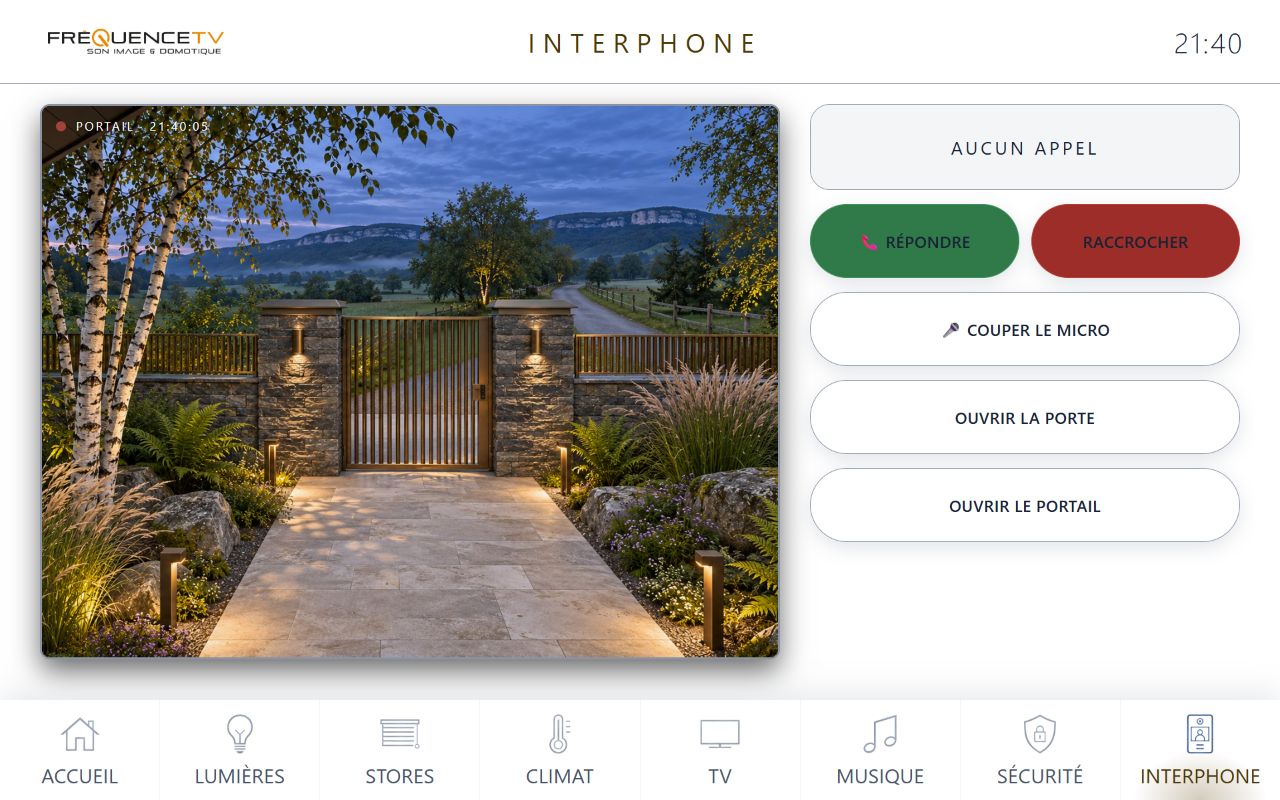 FRÉQUENCETV
SON IMAGE & DOMOTIQUE
INTERPHONE
21:40
PORTAIL - 21:40:05
AUCUN APPEL
RÉPONDRE
RACCROCHER
COUPER LE MICRO
OUVRIR LA PORTE
OUVRIR LE PORTAIL
ACCUEIL
LUMIÈRES
STORES
CLIMAT
TV
MUSIQUE
SÉCURITÉ
INTERPHONE